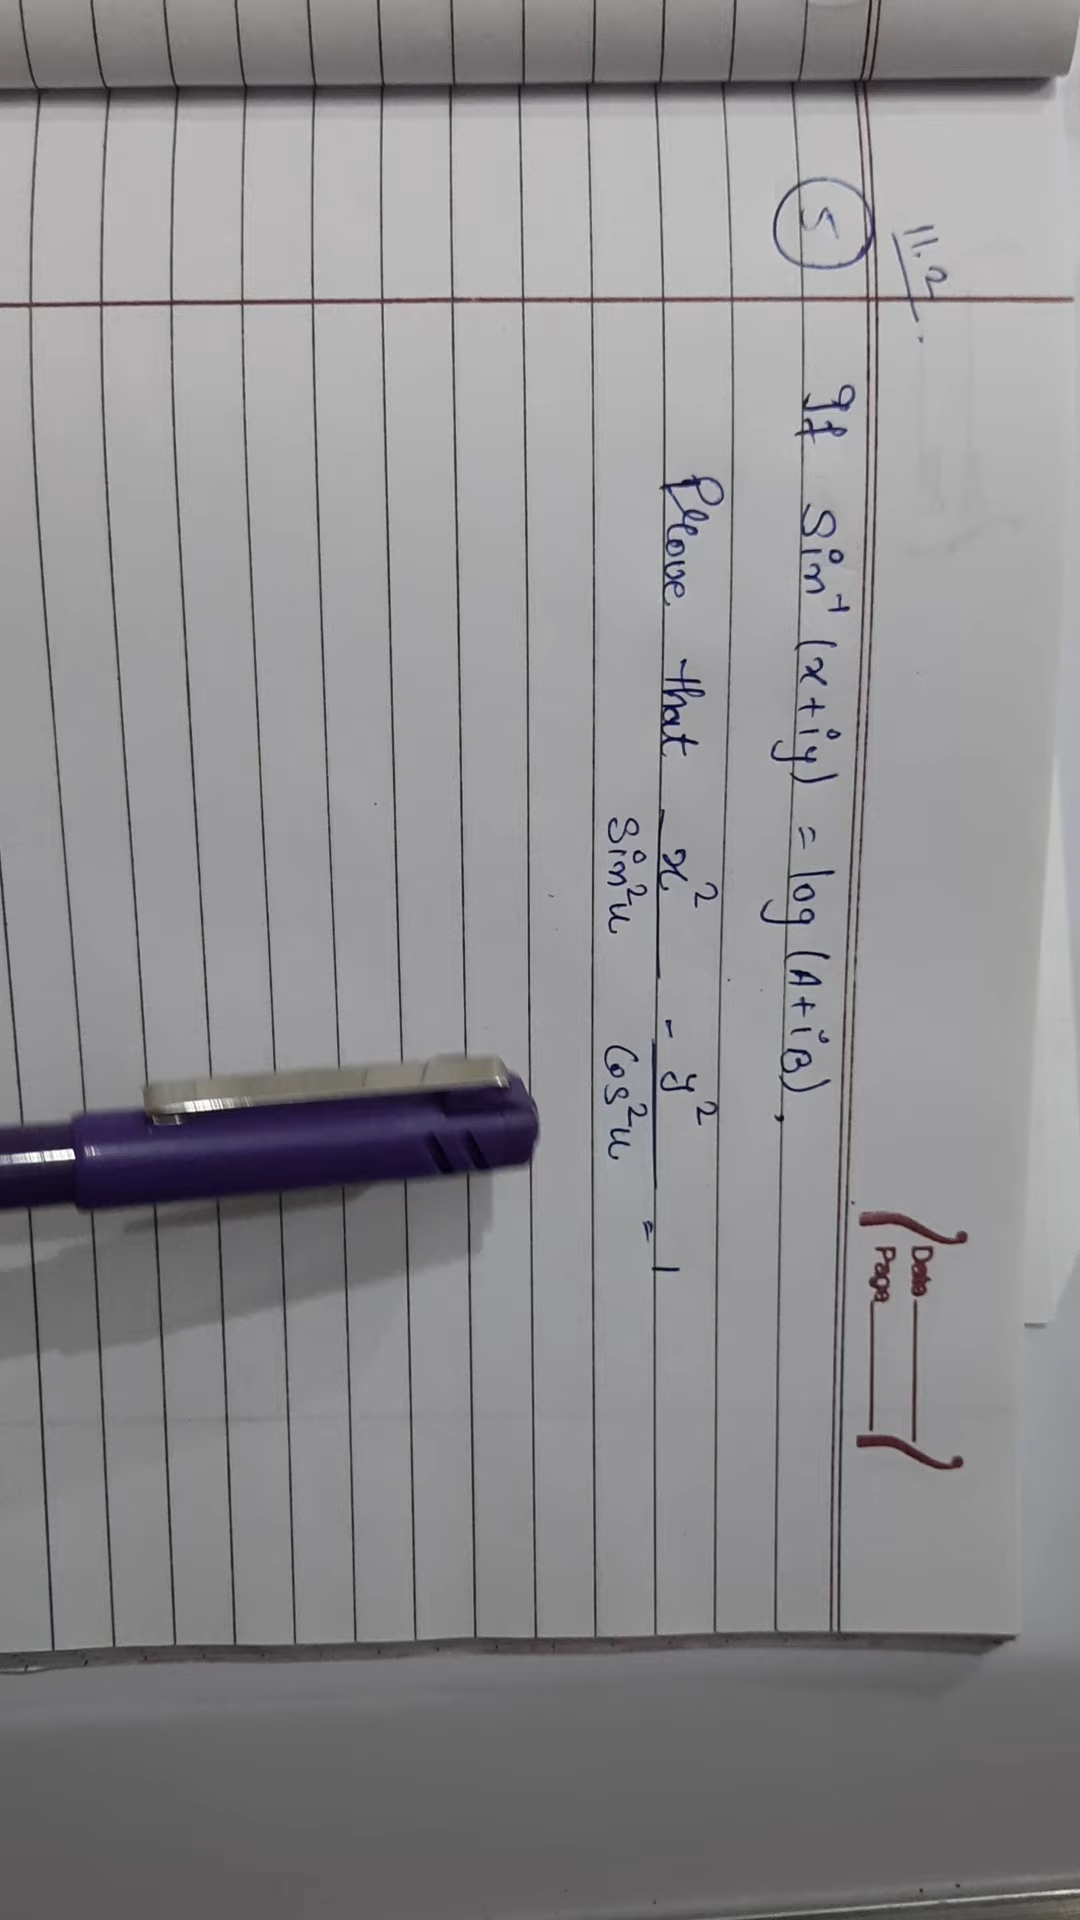 11.2
Date
Page
5 If Sin⁻¹ (x+iy) = log (A+iB),
Prove that x²/Sin²u - y²/Cos²u = 1